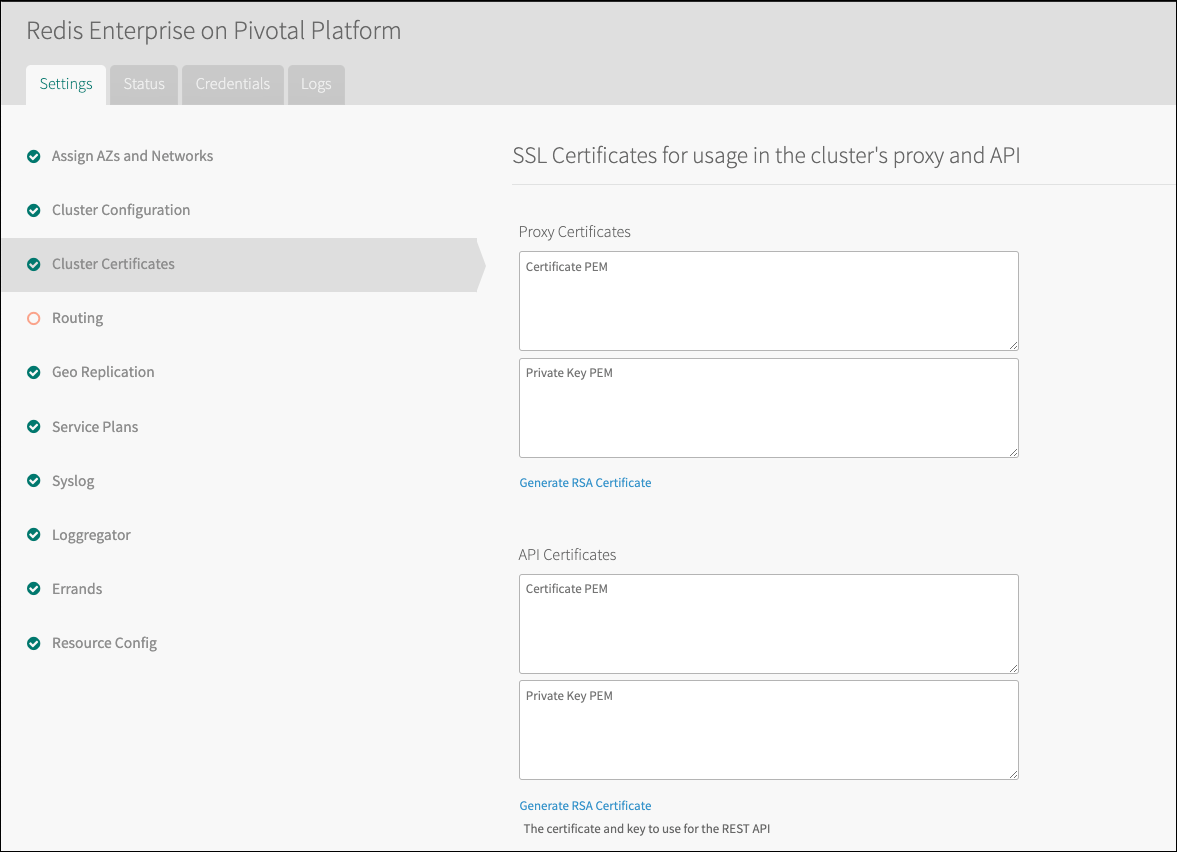 Redis Enterprise on Pivotal Platform
Settings
Status
Credentials
Logs
Assign AZs and Networks
Cluster Configuration
Cluster Certificates
Routing
Geo Replication
Service Plans
Syslog
Loggregator
Errands
Resource Config
SSL Certificates for usage in the cluster's proxy and API
Proxy Certificates
Certificate PEM
Private Key PEM
Generate RSA Certificate
API Certificates
Certificate PEM
Private Key PEM
Generate RSA Certificate
The certificate and key to use for the REST API